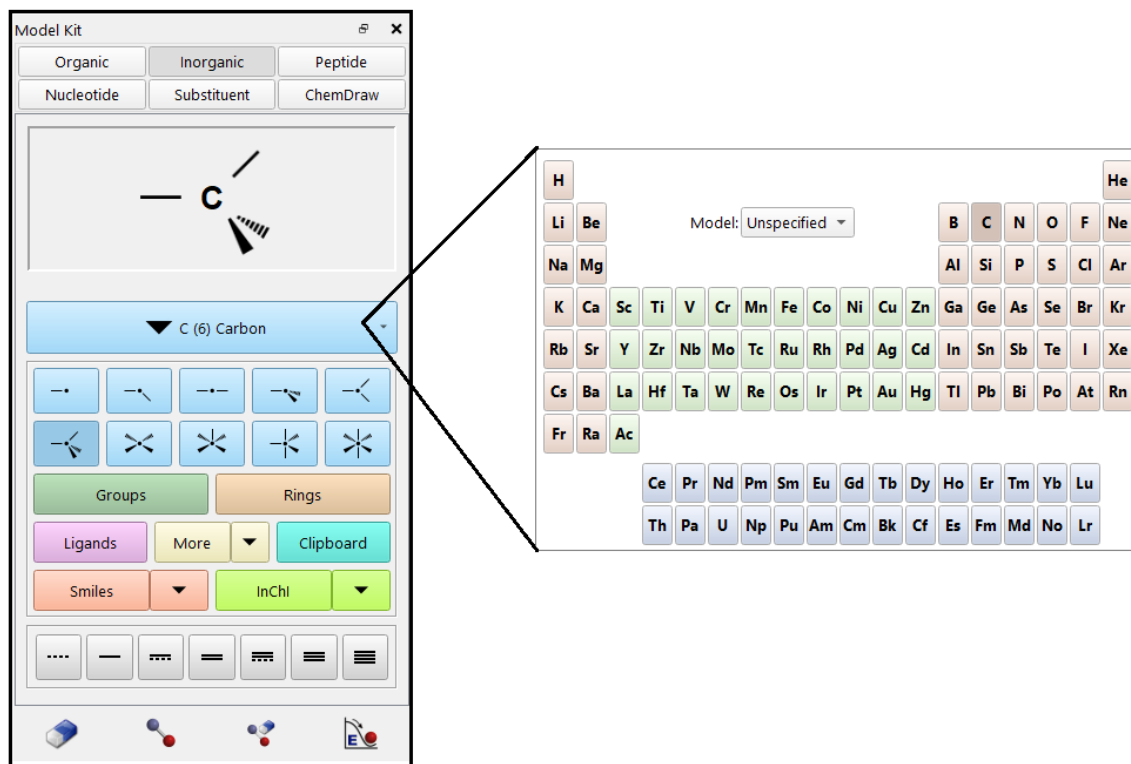 Model Kit
Organic Inorganic Peptide
Nucleotide Substituent ChemDraw
C
C (6) Carbon
Groups Rings
Ligands More Clipboard
Smiles InChI
E
H He
Li Be Model: Unspecified B C N O F Ne
Na Mg Al Si P S Cl Ar
K Ca Sc Ti V Cr Mn Fe Co Ni Cu Zn Ga Ge As Se Br Kr
Rb Sr Y Zr Nb Mo Tc Ru Rh Pd Ag Cd In Sn Sb Te I Xe
Cs Ba La Hf Ta W Re Os Ir Pt Au Hg Tl Pb Bi Po At Rn
Fr Ra Ac
Ce Pr Nd Pm Sm Eu Gd Tb Dy Ho Er Tm Yb Lu
Th Pa U Np Pu Am Cm Bk Cf Es Fm Md No Lr